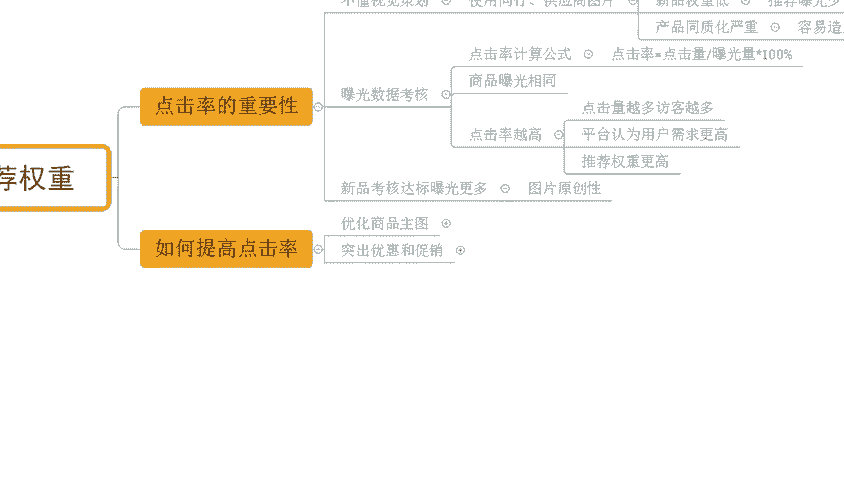 不懂视觉策划
使用同行、供应商图片
新品权重低
推荐曝光少
产品同质化严重
容易造
点击率计算公式
点击率=点击量/曝光量*100%
商品曝光相同
曝光数据考核
点击率的重要性
点击量越多访客越多
点击率越高
平台认为用户需求更高
推荐权重更高
荐权重
新品考核达标曝光更多
图片原创性
优化商品主图
如何提高点击率
突出优惠和促销